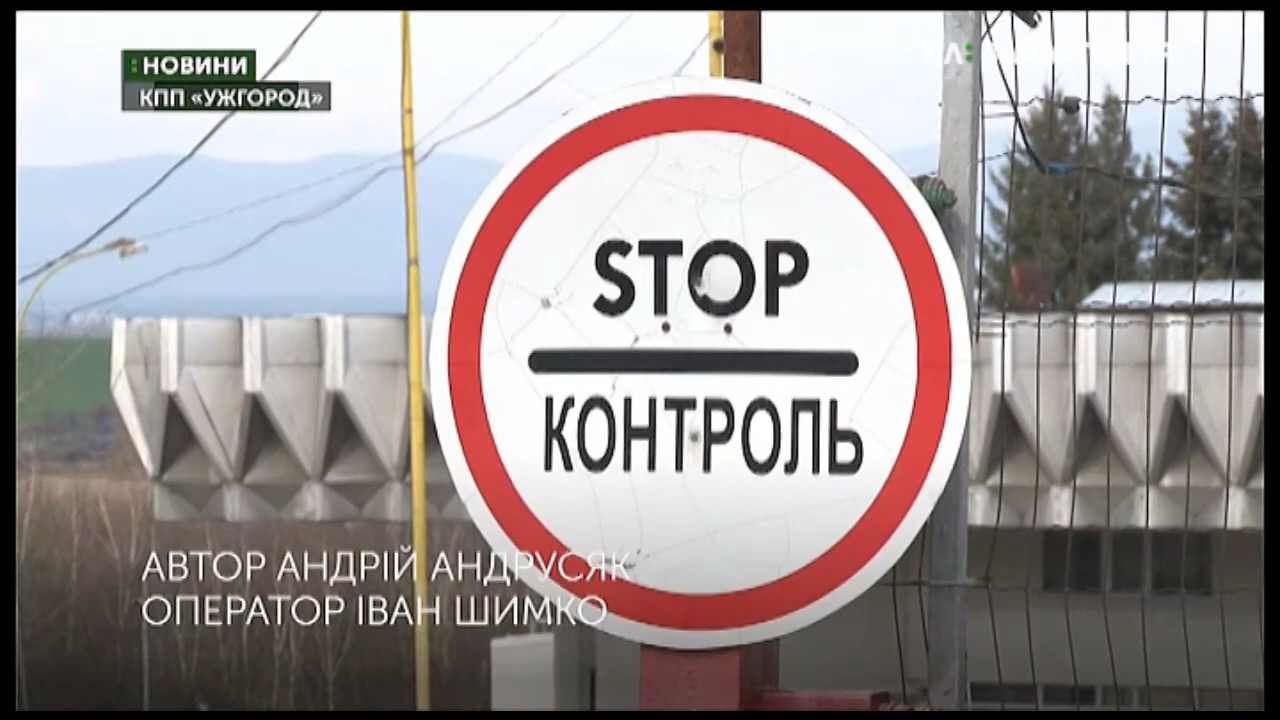 :НОВИНИ
КПП «УЖГОРОД»
STOP
КОНТРОЛЬ
АВТОР АНДРІЙ АНДРУСЯК
ОПЕРАТОР ІВАН ШИМКО